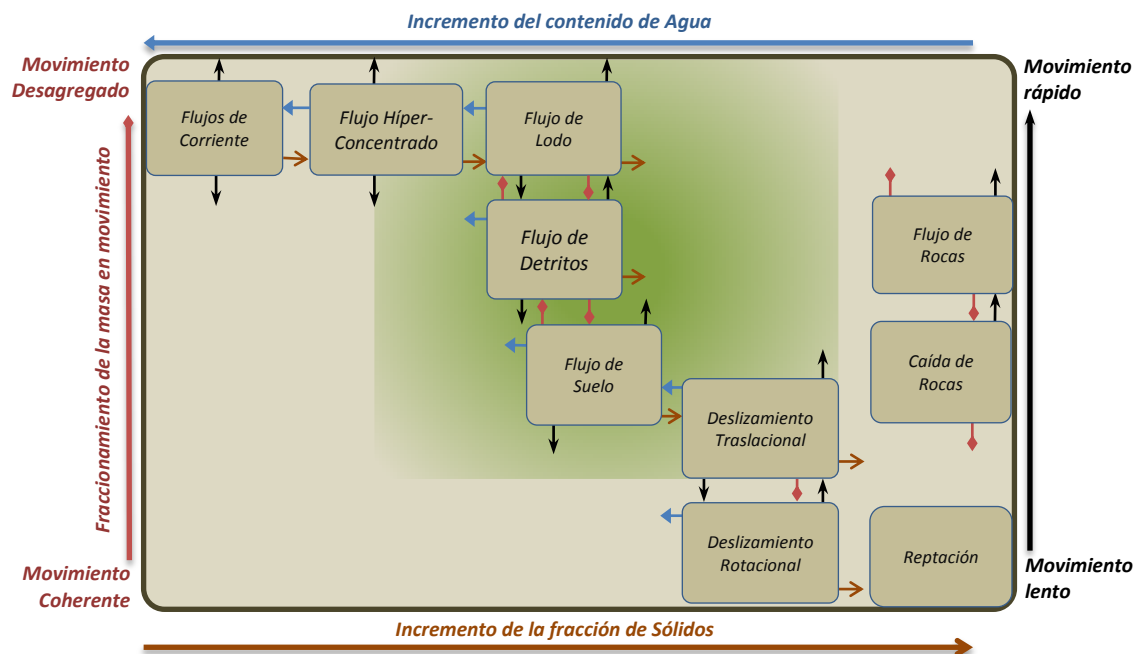 Incremento del contenido de Agua
Movimiento
Desagregado
Movimiento
rápido
Fraccionamiento de la masa en movimiento
Flujos de
Corriente
Flujo Híper-
Concentrado
Flujo de
Lodo
Flujo de
Detritos
Flujo de
Rocas
Flujo de
Suelo
Caída de
Rocas
Deslizamiento
Traslacional
Deslizamiento
Rotacional
Reptación
Movimiento
Coherente
Movimiento
lento
Incremento de la fracción de Sólidos